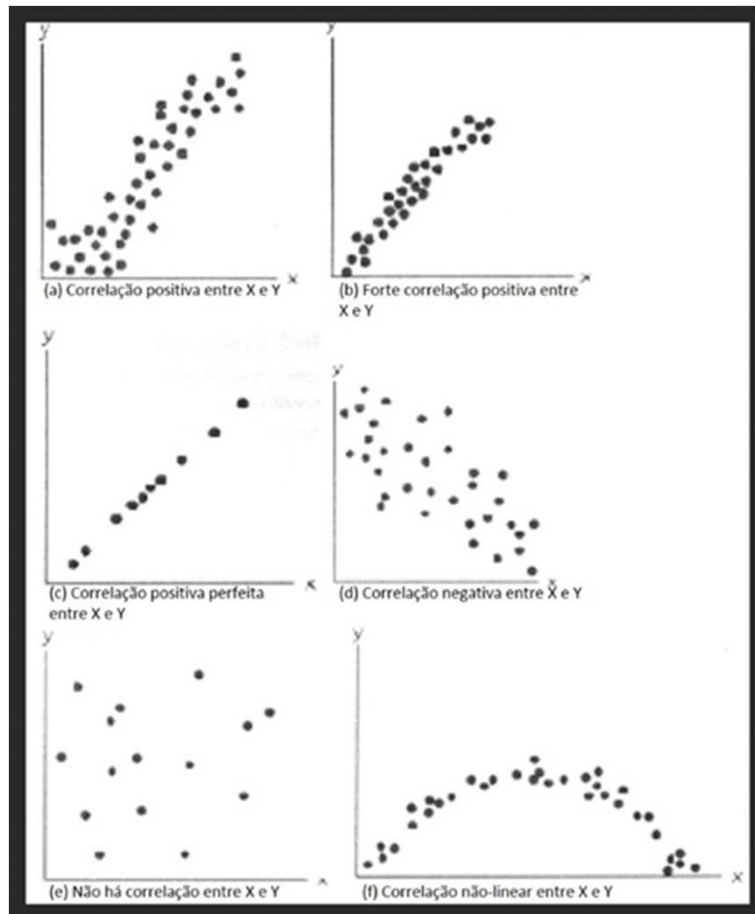 y
y
x
x
(a) Correlação positiva entre X e Y
(b) Forte correlação positiva entre
X e Y
y
y
x
x
(c) Correlação positiva perfeita
entre X e Y
(d) Correlação negativa entre X e Y
y
y
x
(e) Não há correlação entre X e Y
(f) Correlação não-linear entre X e Y